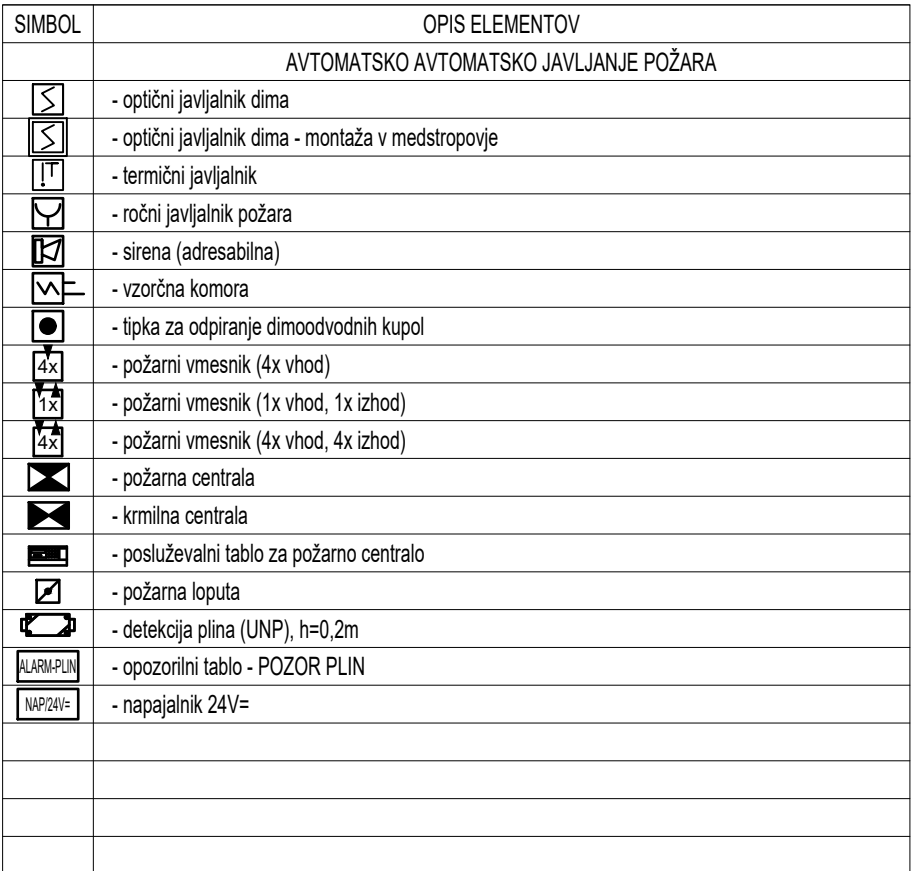 SIMBOL OPIS ELEMENTOV
AVTOMATSKO AVTOMATSKO JAVLJANJE POŽARA
- optični javljalnik dima
- optični javljalnik dima - montaža v medstropovje
!T - termični javljalnik
- ročni javljalnik požara
- sirena (adresabilna)
- vzorčna komora
- tipka za odpiranje dimoodvodnih kupol
4x - požarni vmesnik (4x vhod)
1x - požarni vmesnik (1x vhod, 1x izhod)
4x - požarni vmesnik (4x vhod, 4x izhod)
- požarna centrala
- krmilna centrala
- posluževalni tablo za požarno centralo
- požarna loputa
- detekcija plina (UNP), h=0,2m
ALARM-PLIN - opozorilni tablo - POZOR PLIN
NAP/24V= - napajalnik 24V=